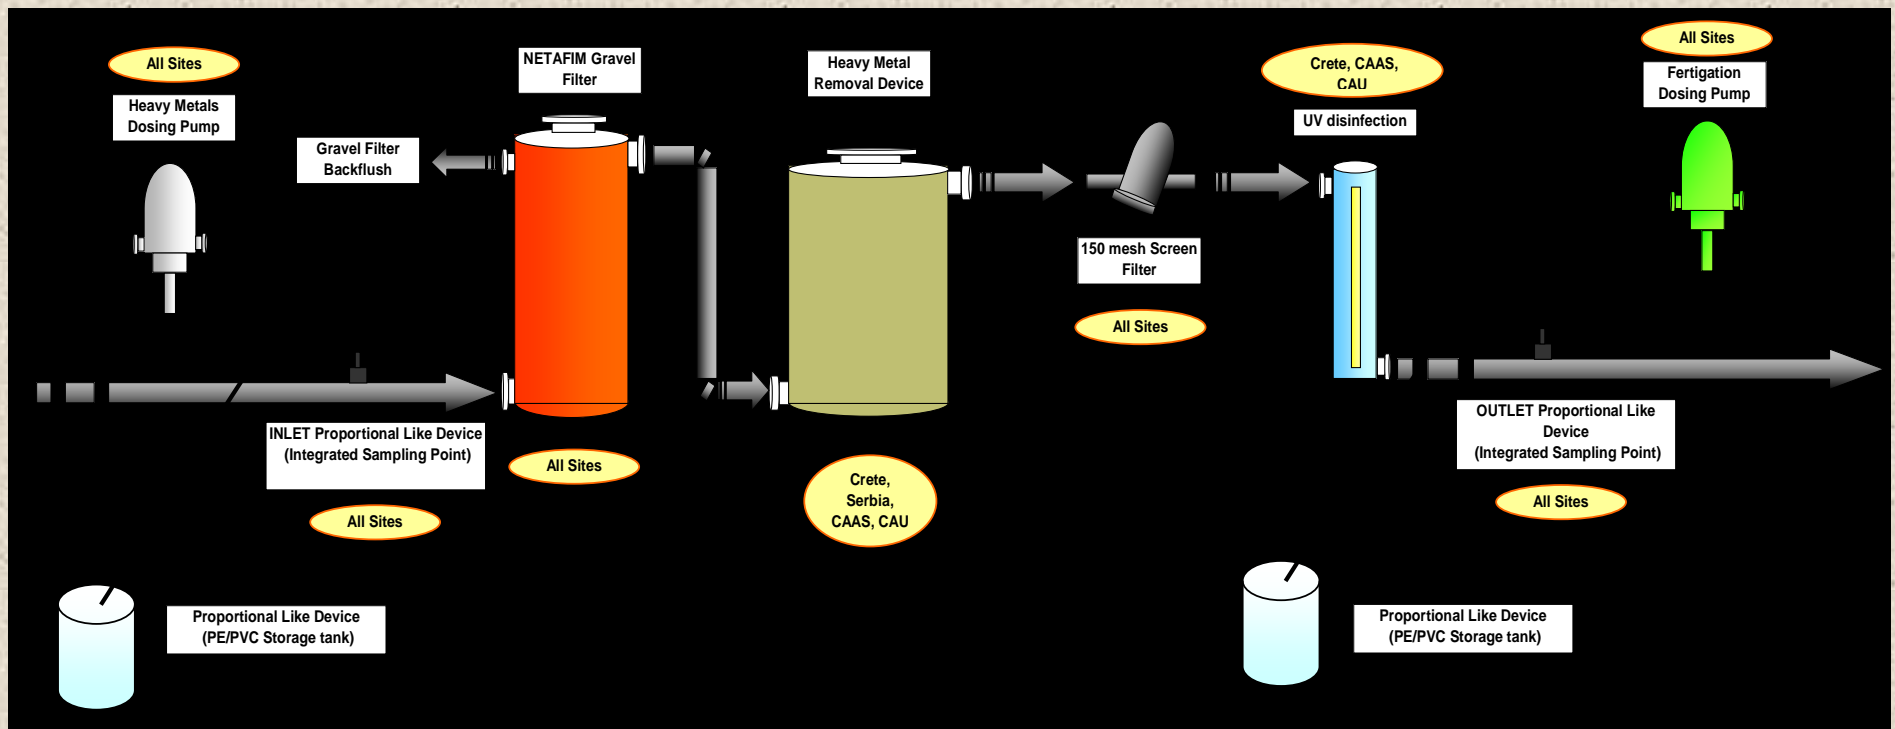 All Sites
Heavy Metals
Dosing Pump
Gravel Filter
Backflush
NETAFIM Gravel
Filter
Heavy Metal
Removal Device
Crete, CAAS,
CAU
UV disinfection
All Sites
Fertigation
Dosing Pump
150 mesh Screen
Filter
All Sites
INLET Proportional Like Device
(Integrated Sampling Point)
All Sites
All Sites
Crete,
Serbia,
CAAS, CAU
OUTLET Proportional Like
Device
(Integrated Sampling Point)
All Sites
Proportional Like Device
(PE/PVC Storage tank)
Proportional Like Device
(PE/PVC Storage tank)